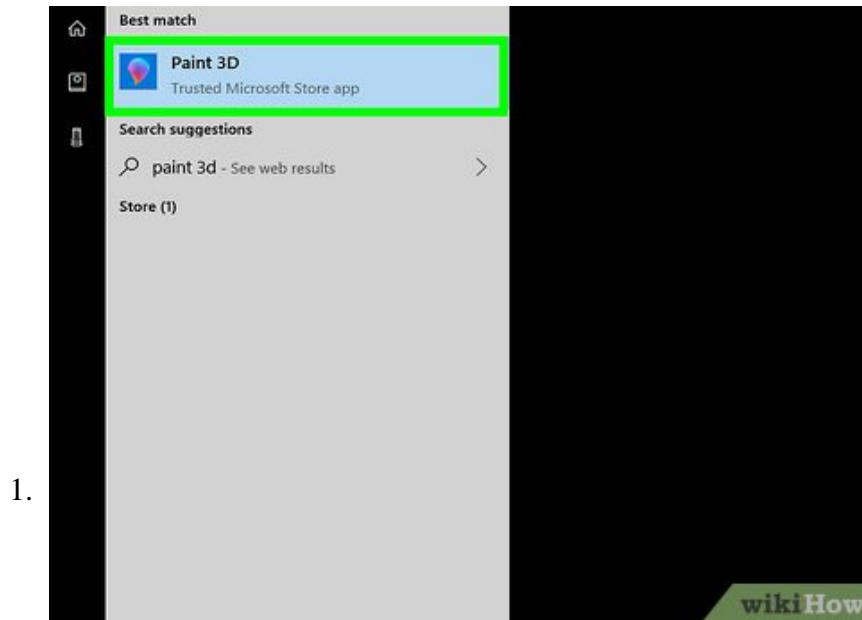 Best match
Paint 3D
Trusted Microsoft Store app
Search suggestions
paint 3d - See web results
Store (1)
1.
wikiHow